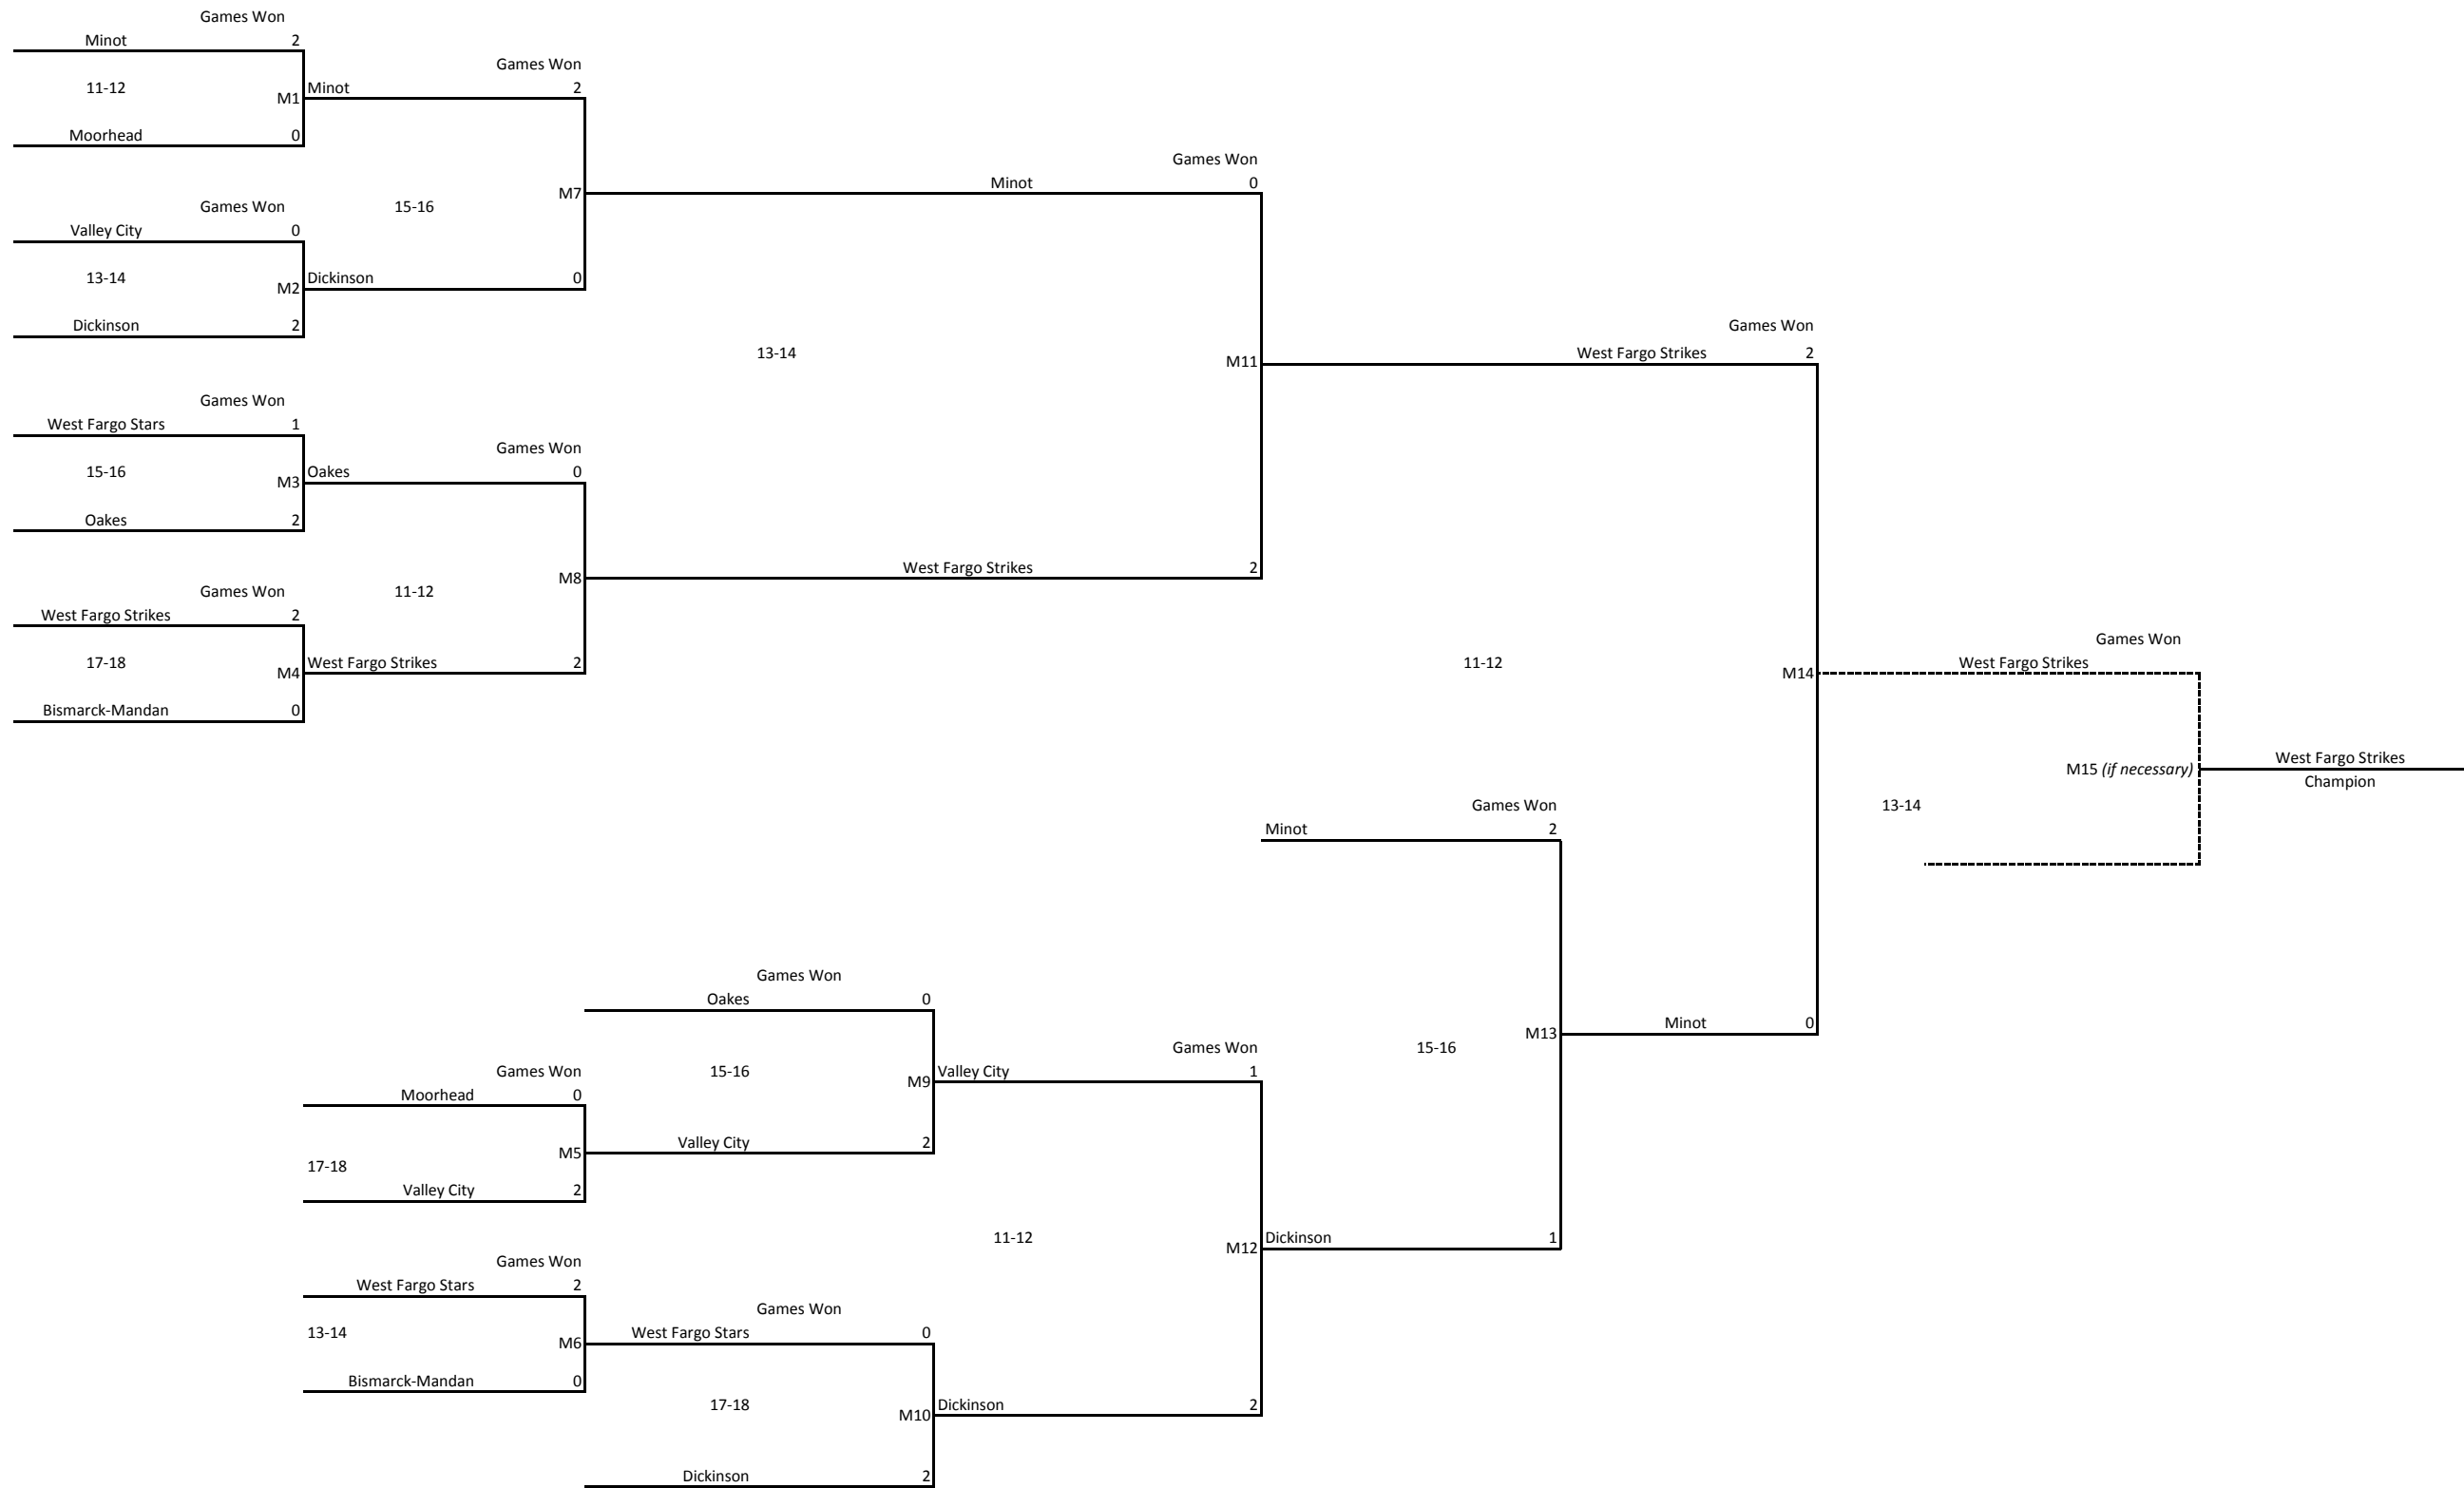 Games Won
Minot 2
Games Won
11-12 Minot 2
M1
Moorhead 0
Games Won
Minot 0
M7
Games Won 15-16
Valley City 0
13-14 Dickinson 0
M2
Dickinson 2
Games Won
13-14 West Fargo Strikes 2
M11
Games Won
West Fargo Stars 1
Games Won
15-16 Oakes 0
M3
Oakes 2
West Fargo Strikes 2
M8
Games Won 11-12
West Fargo Strikes 2
Games Won
17-18 West Fargo Strikes 2 11-12 West Fargo Strikes
M4 M14
Bismarck-Mandan 0
West Fargo Strikes
M15 (if necessary)
Champion
Games Won 13-14
Minot 2
Games Won
Oakes 0
Minot 0
M13
Games Won 15-16
Games Won 15-16 Valley City 1
M9
Moorhead 0
Valley City 2
M5
17-18
Valley City 2
11-12 Dickinson 1
M12
Games Won
West Fargo Stars 2
Games Won
13-14 West Fargo Stars 0
M6
Bismarck-Mandan 0
17-18 Dickinson 2
M10
Dickinson 2